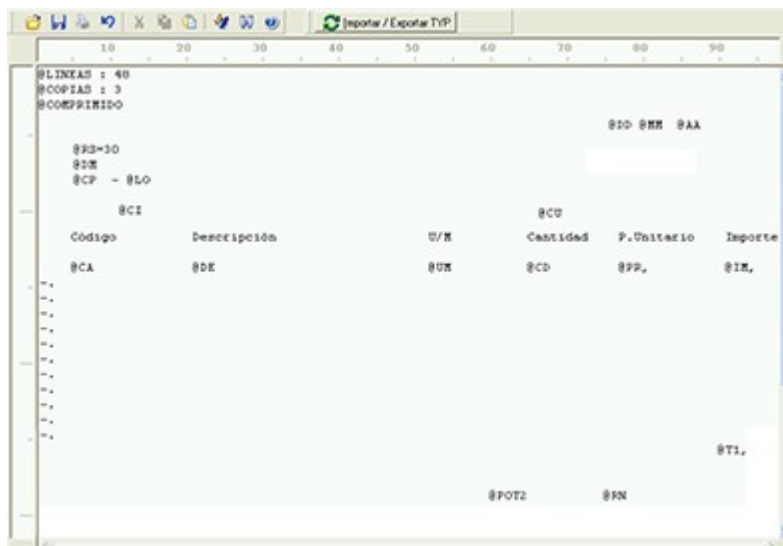 Importar / Exportar TYP
10 20 30 40 50 60 70 80 90
@LINEAS : 48
@COPIAS : 3
@COMPRIMIDO
@DD @MM @AA
@RS=30
@DM
@CP - @LO
@CI @CU
Código Descripción U/M Cantidad P.Unitario Importe
@CA @DE @UM @CD @PR, @IM,
-.
-.
-.
-.
-.
-.
-.
-.
-.
-.
-.
@T1,
@POT2 @RN